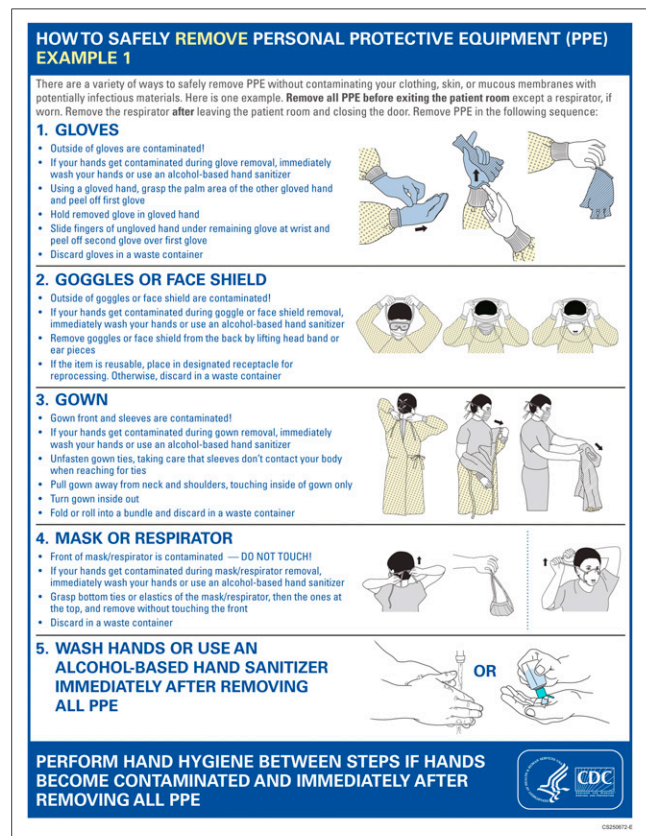 HOW TO SAFELY REMOVE PERSONAL PROTECTIVE EQUIPMENT (PPE)
EXAMPLE 1
There are a variety of ways to safely remove PPE without contaminating your clothing, skin, or mucous membranes with
potentially infectious materials. Here is one example. Remove all PPE before exiting the patient room except a respirator, if
worn. Remove the respirator after leaving the patient room and closing the door. Remove PPE in the following sequence:
1. GLOVES
• Outside of gloves are contaminated!
• If your hands get contaminated during glove removal, immediately
wash your hands or use an alcohol-based hand sanitizer
• Using a gloved hand, grasp the palm area of the other gloved hand
and peel off first glove
• Hold removed glove in gloved hand
• Slide fingers of ungloved hand under remaining glove at wrist and
peel off second glove over first glove
• Discard gloves in a waste container
2. GOGGLES OR FACE SHIELD
• Outside of goggles or face shield are contaminated!
• If your hands get contaminated during goggle or face shield removal,
immediately wash your hands or use an alcohol-based hand sanitizer
• Remove goggles or face shield from the back by lifting head band or
ear pieces
• If the item is reusable, place in designated receptacle for
reprocessing. Otherwise, discard in a waste container
3. GOWN
• Gown front and sleeves are contaminated!
• If your hands get contaminated during gown removal, immediately
wash your hands or use an alcohol-based hand sanitizer
• Unfasten gown ties, taking care that sleeves don't contact your body
when reaching for ties
• Pull gown away from neck and shoulders, touching inside of gown only
• Turn gown inside out
• Fold or roll into a bundle and discard in a waste container
4. MASK OR RESPIRATOR
• Front of mask/respirator is contaminated — DO NOT TOUCH!
• If your hands get contaminated during mask/respirator removal,
immediately wash your hands or use an alcohol-based hand sanitizer
• Grasp bottom ties or elastics of the mask/respirator, then the ones at
the top, and remove without touching the front
• Discard in a waste container
5. WASH HANDS OR USE AN
ALCOHOL-BASED HAND SANITIZER
IMMEDIATELY AFTER REMOVING
ALL PPE
OR
PERFORM HAND HYGIENE BETWEEN STEPS IF HANDS
BECOME CONTAMINATED AND IMMEDIATELY AFTER
REMOVING ALL PPE
CDC
CS250672-E